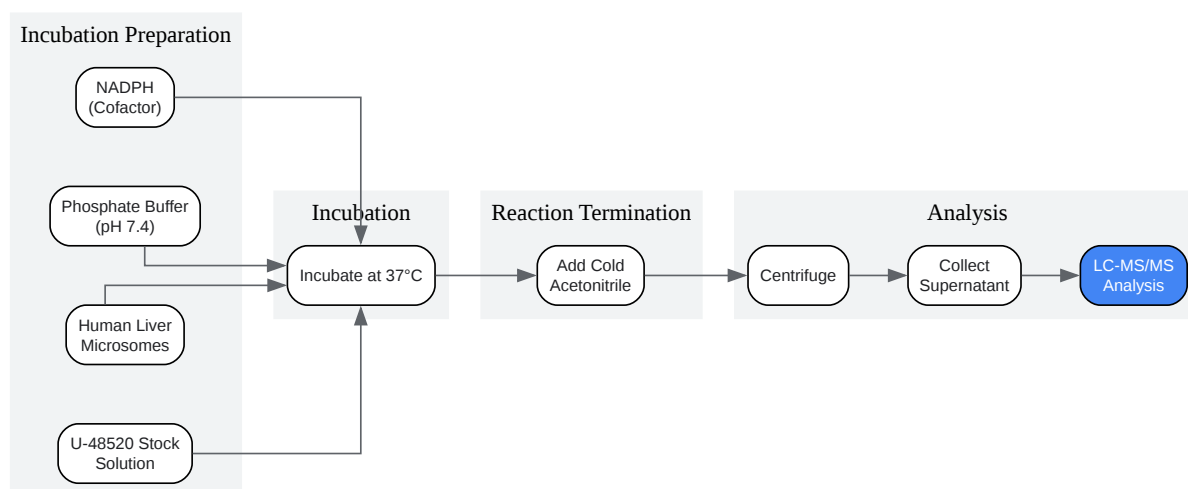 Incubation Preparation
NADPH
(Cofactor)
Phosphate Buffer
(pH 7.4)
Human Liver
Microsomes
U-48520 Stock
Solution
Incubation
Incubate at 37°C
Reaction Termination
Add Cold
Acetonitrile
Analysis
Centrifuge
Collect
Supernatant
LC-MS/MS
Analysis